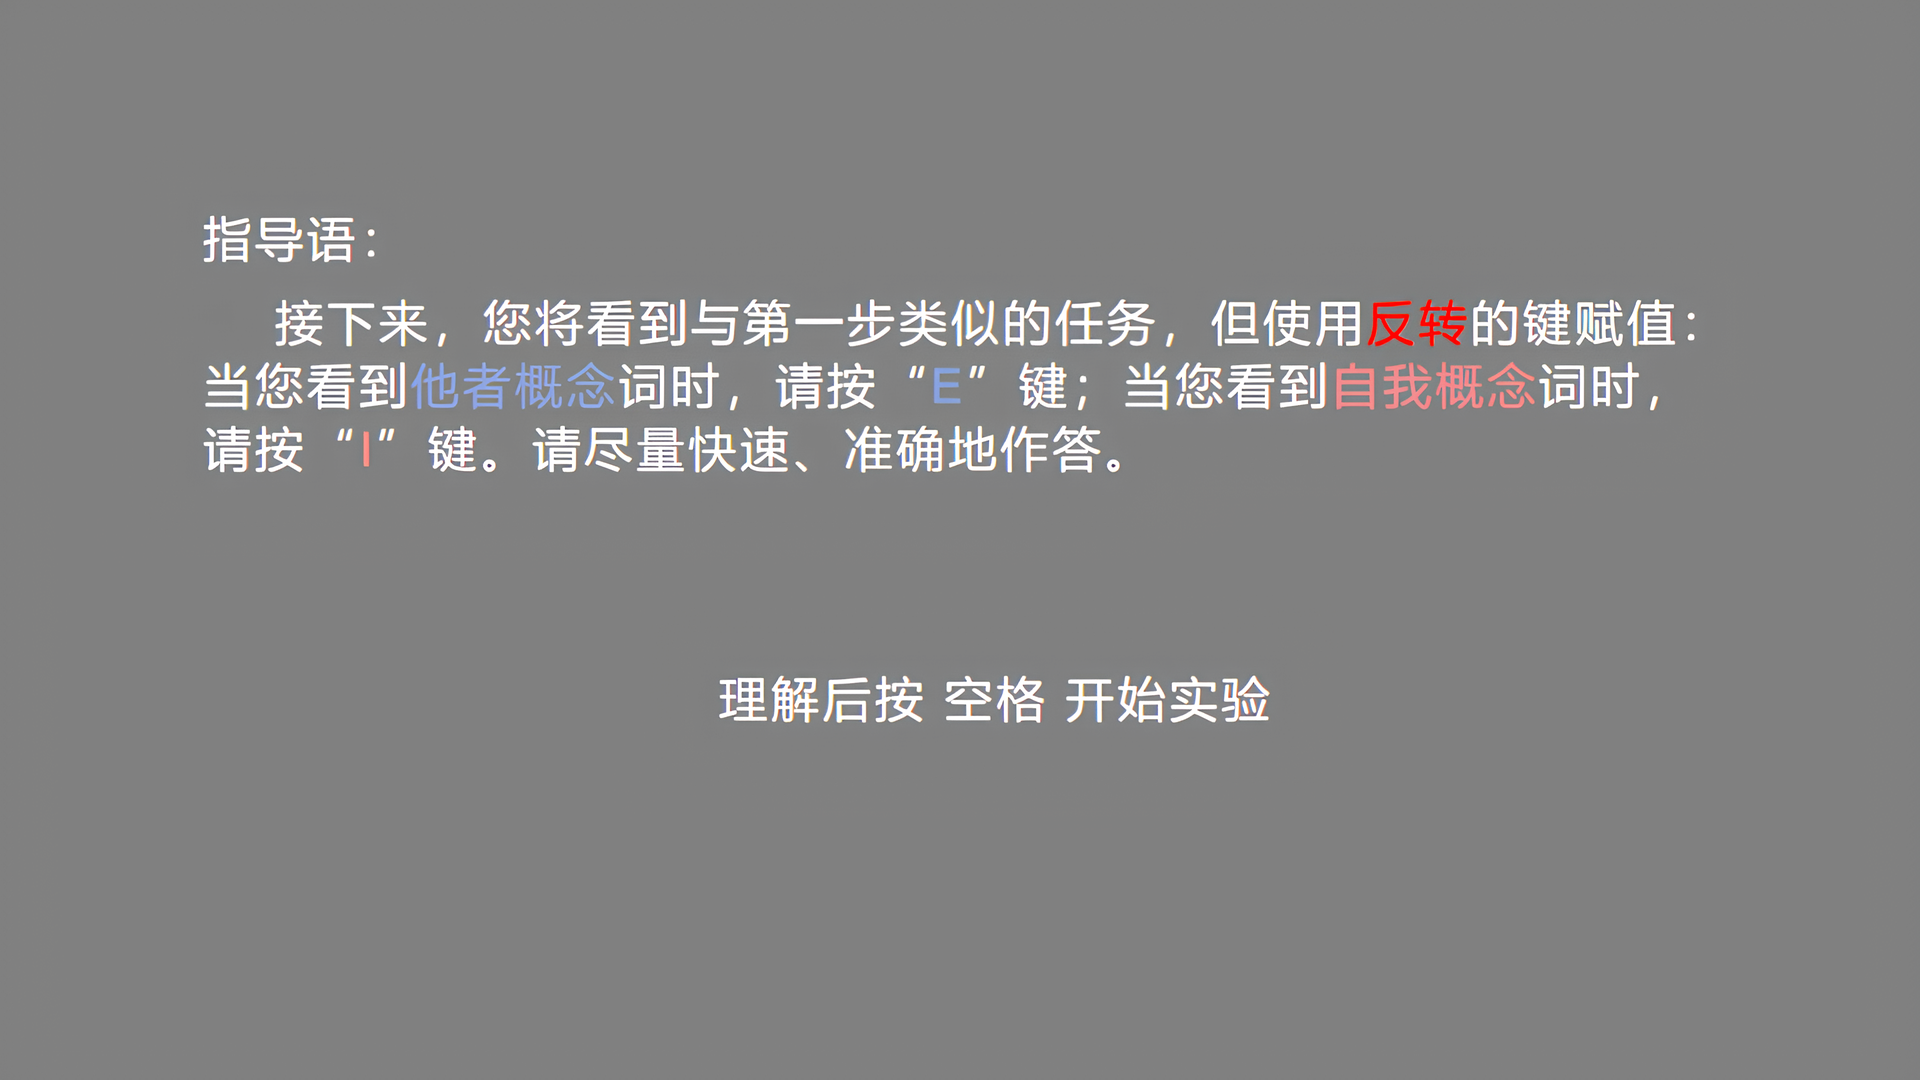 指导语：
接下来，您将看到与第一步类似的任务，但使用反转的键赋值：
当您看到他者概念词时，请按“E”键；当您看到自我概念词时，
请按“I”键。请尽量快速、准确地作答。
理解后按 空格 开始实验